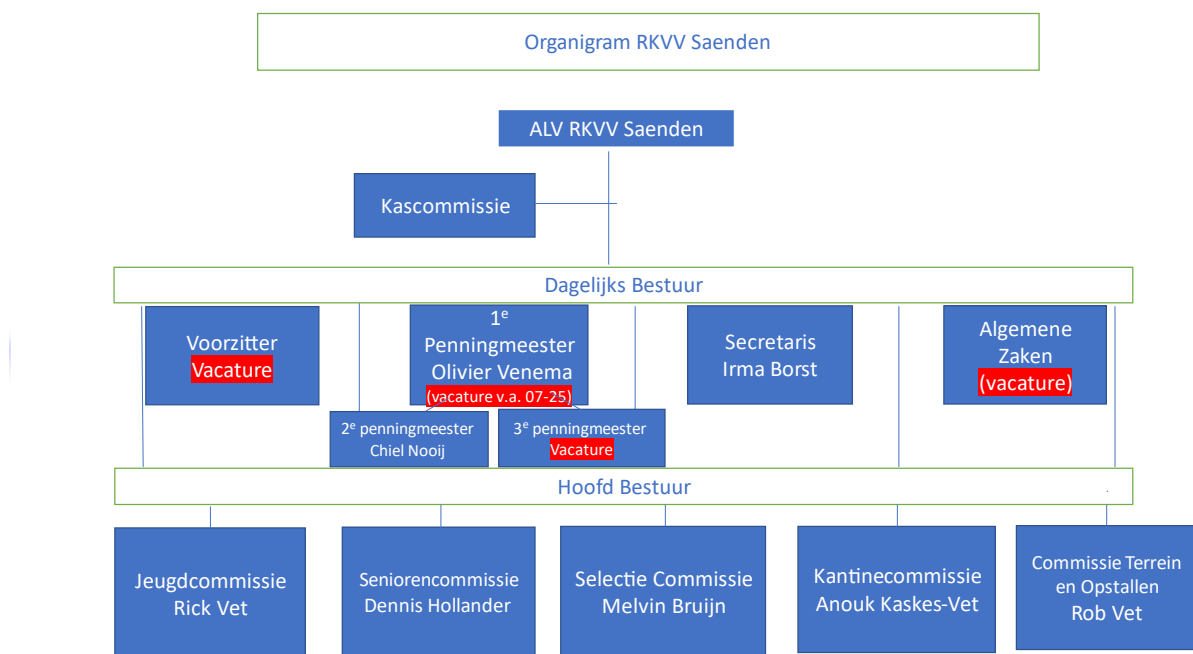 Organigram RKVV Saenden
ALV RKVV Saenden
Kascommissie
Dagelijks Bestuur
Voorzitter
Vacature
1e
Penningmeester
Olivier Venema
(vacature v.a. 07-25)
Secretaris
Irma Borst
Algemene
Zaken
(vacature)
2e penningmeester
Chiel Nooij
3e penningmeester
Vacature
Hoofd Bestuur
Jeugdcommissie
Rick Vet
Seniorencommissie
Dennis Hollander
Selectie Commissie
Melvin Bruijn
Kantinecommissie
Anouk Kaskes-Vet
Commissie Terrein
en Opstallen
Rob Vet